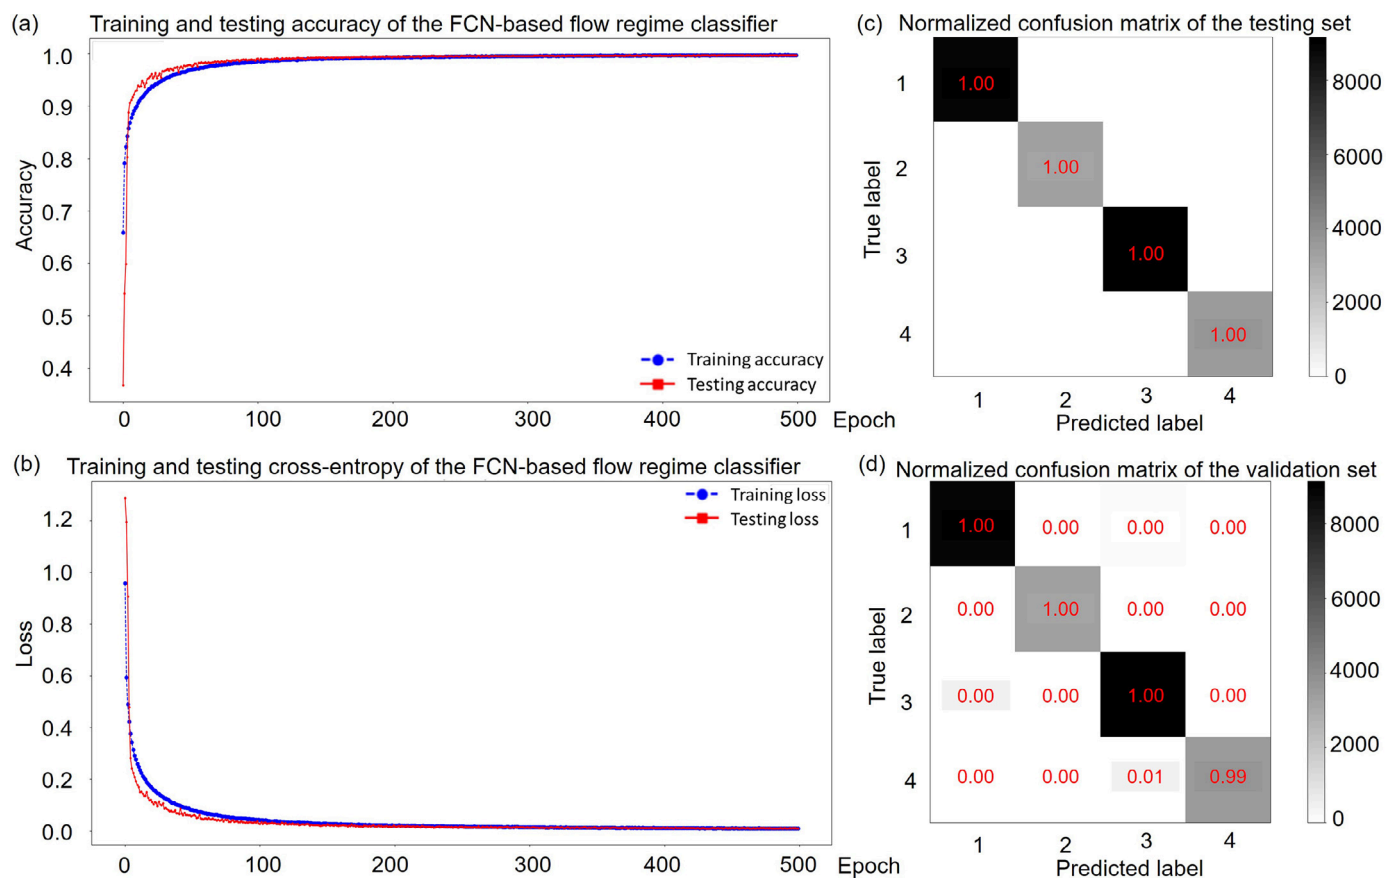 (a) Training and testing accuracy of the FCN-based flow regime classifier
1.0
0.9
0.8
0.7
0.6
0.5
0.4
Accuracy
Training accuracy
Testing accuracy
0 100 200 300 400 500 Epoch
(b) Training and testing cross-entropy of the FCN-based flow regime classifier
1.2
1.0
0.8
0.6
0.4
0.2
0.0
Loss
Training loss
Testing loss
0 100 200 300 400 500 Epoch
(c) Normalized confusion matrix of the testing set
True label
1 1.00
2 1.00
3 1.00
4 1.00
1 2 3 4
Predicted label
8000
6000
4000
2000
0
(d) Normalized confusion matrix of the validation set
True label
1 1.00 0.00 0.00 0.00
2 0.00 1.00 0.00 0.00
3 0.00 0.00 1.00 0.00
4 0.00 0.00 0.01 0.99
1 2 3 4
Predicted label
8000
6000
4000
2000
0